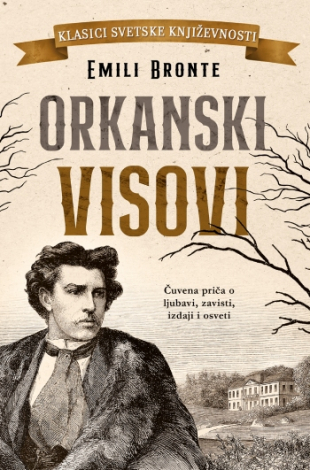 KLASICI SVETSKE KNJIŽEVNOSTI
EMILI BRONTE
ORKANSKI
VISOVI
Čuvena priča o
ljubavi, zavisti,
izdaji i osveti